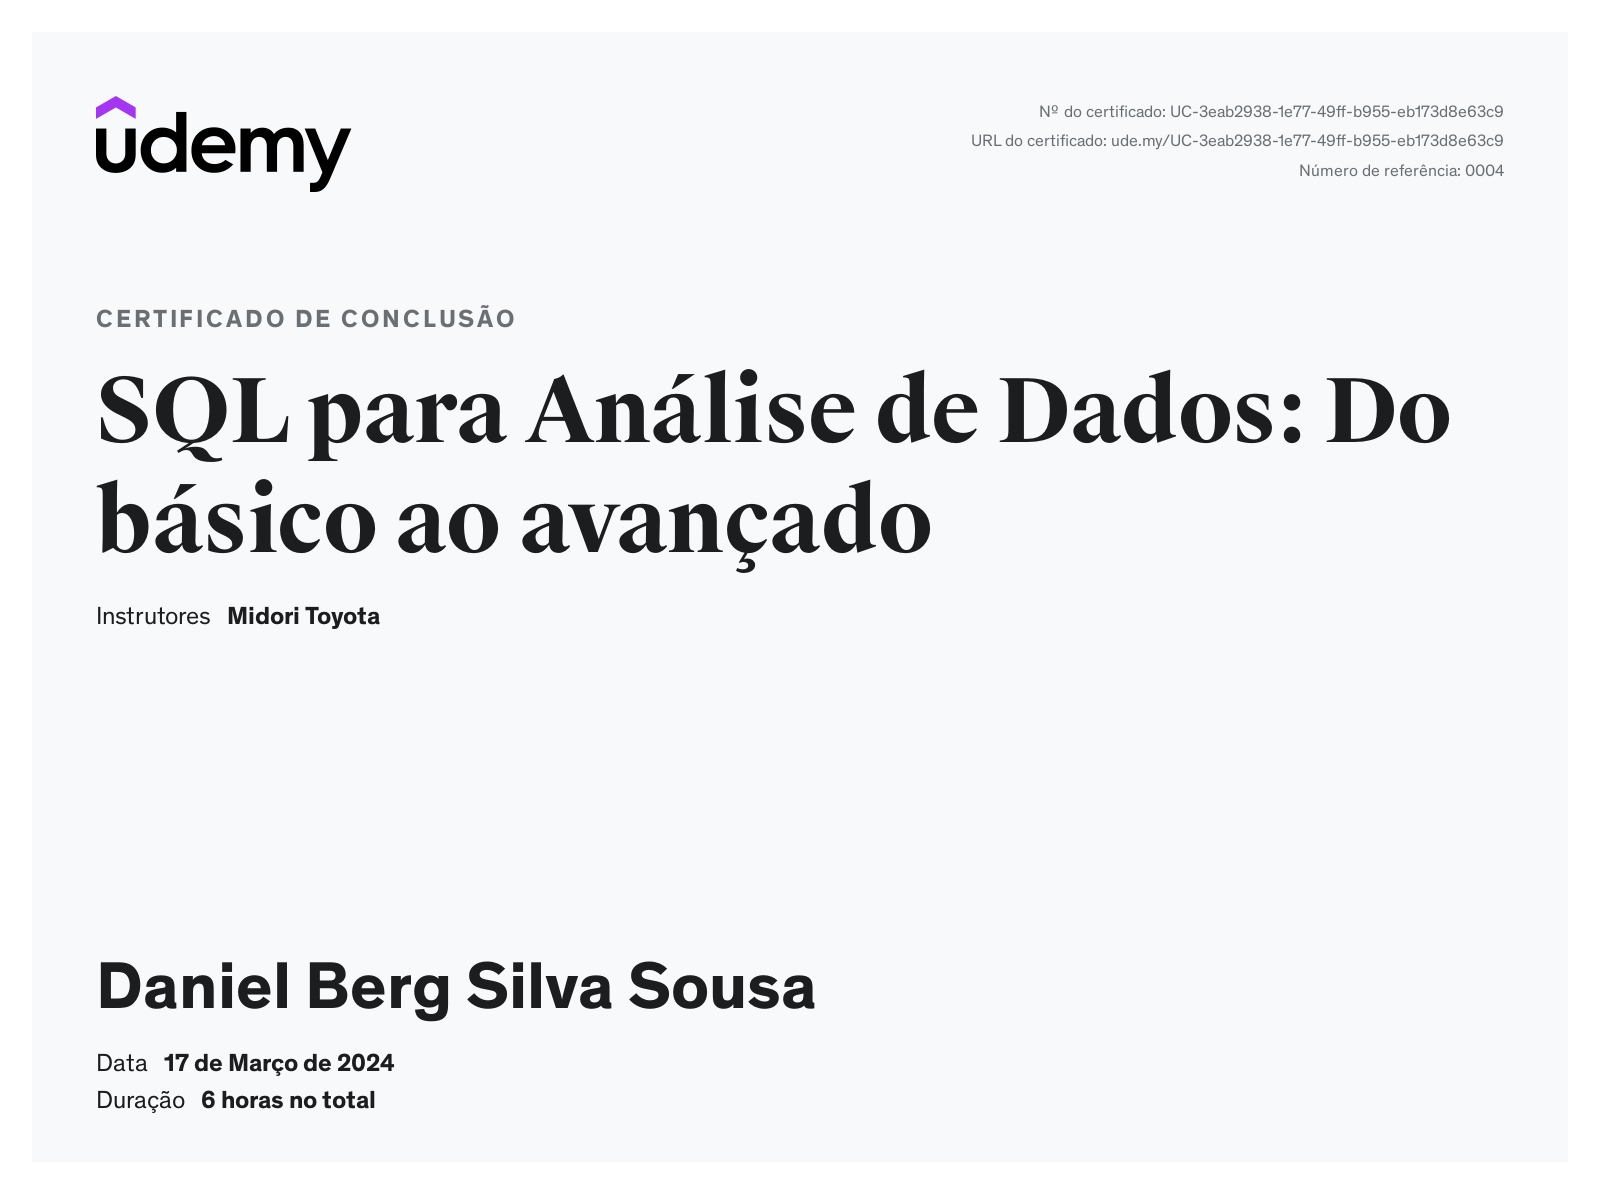 udemy
Nº do certificado: UC-3eab2938-1e77-49ff-b955-eb173d8e63c9
URL do certificado: ude.my/UC-3eab2938-1e77-49ff-b955-eb173d8e63c9
Número de referência: 0004
CERTIFICADO DE CONCLUSÃO
SQL para Análise de Dados: Do
básico ao avançado
Instrutores Midori Toyota
Daniel Berg Silva Sousa
Data 17 de Março de 2024
Duração 6 horas no total